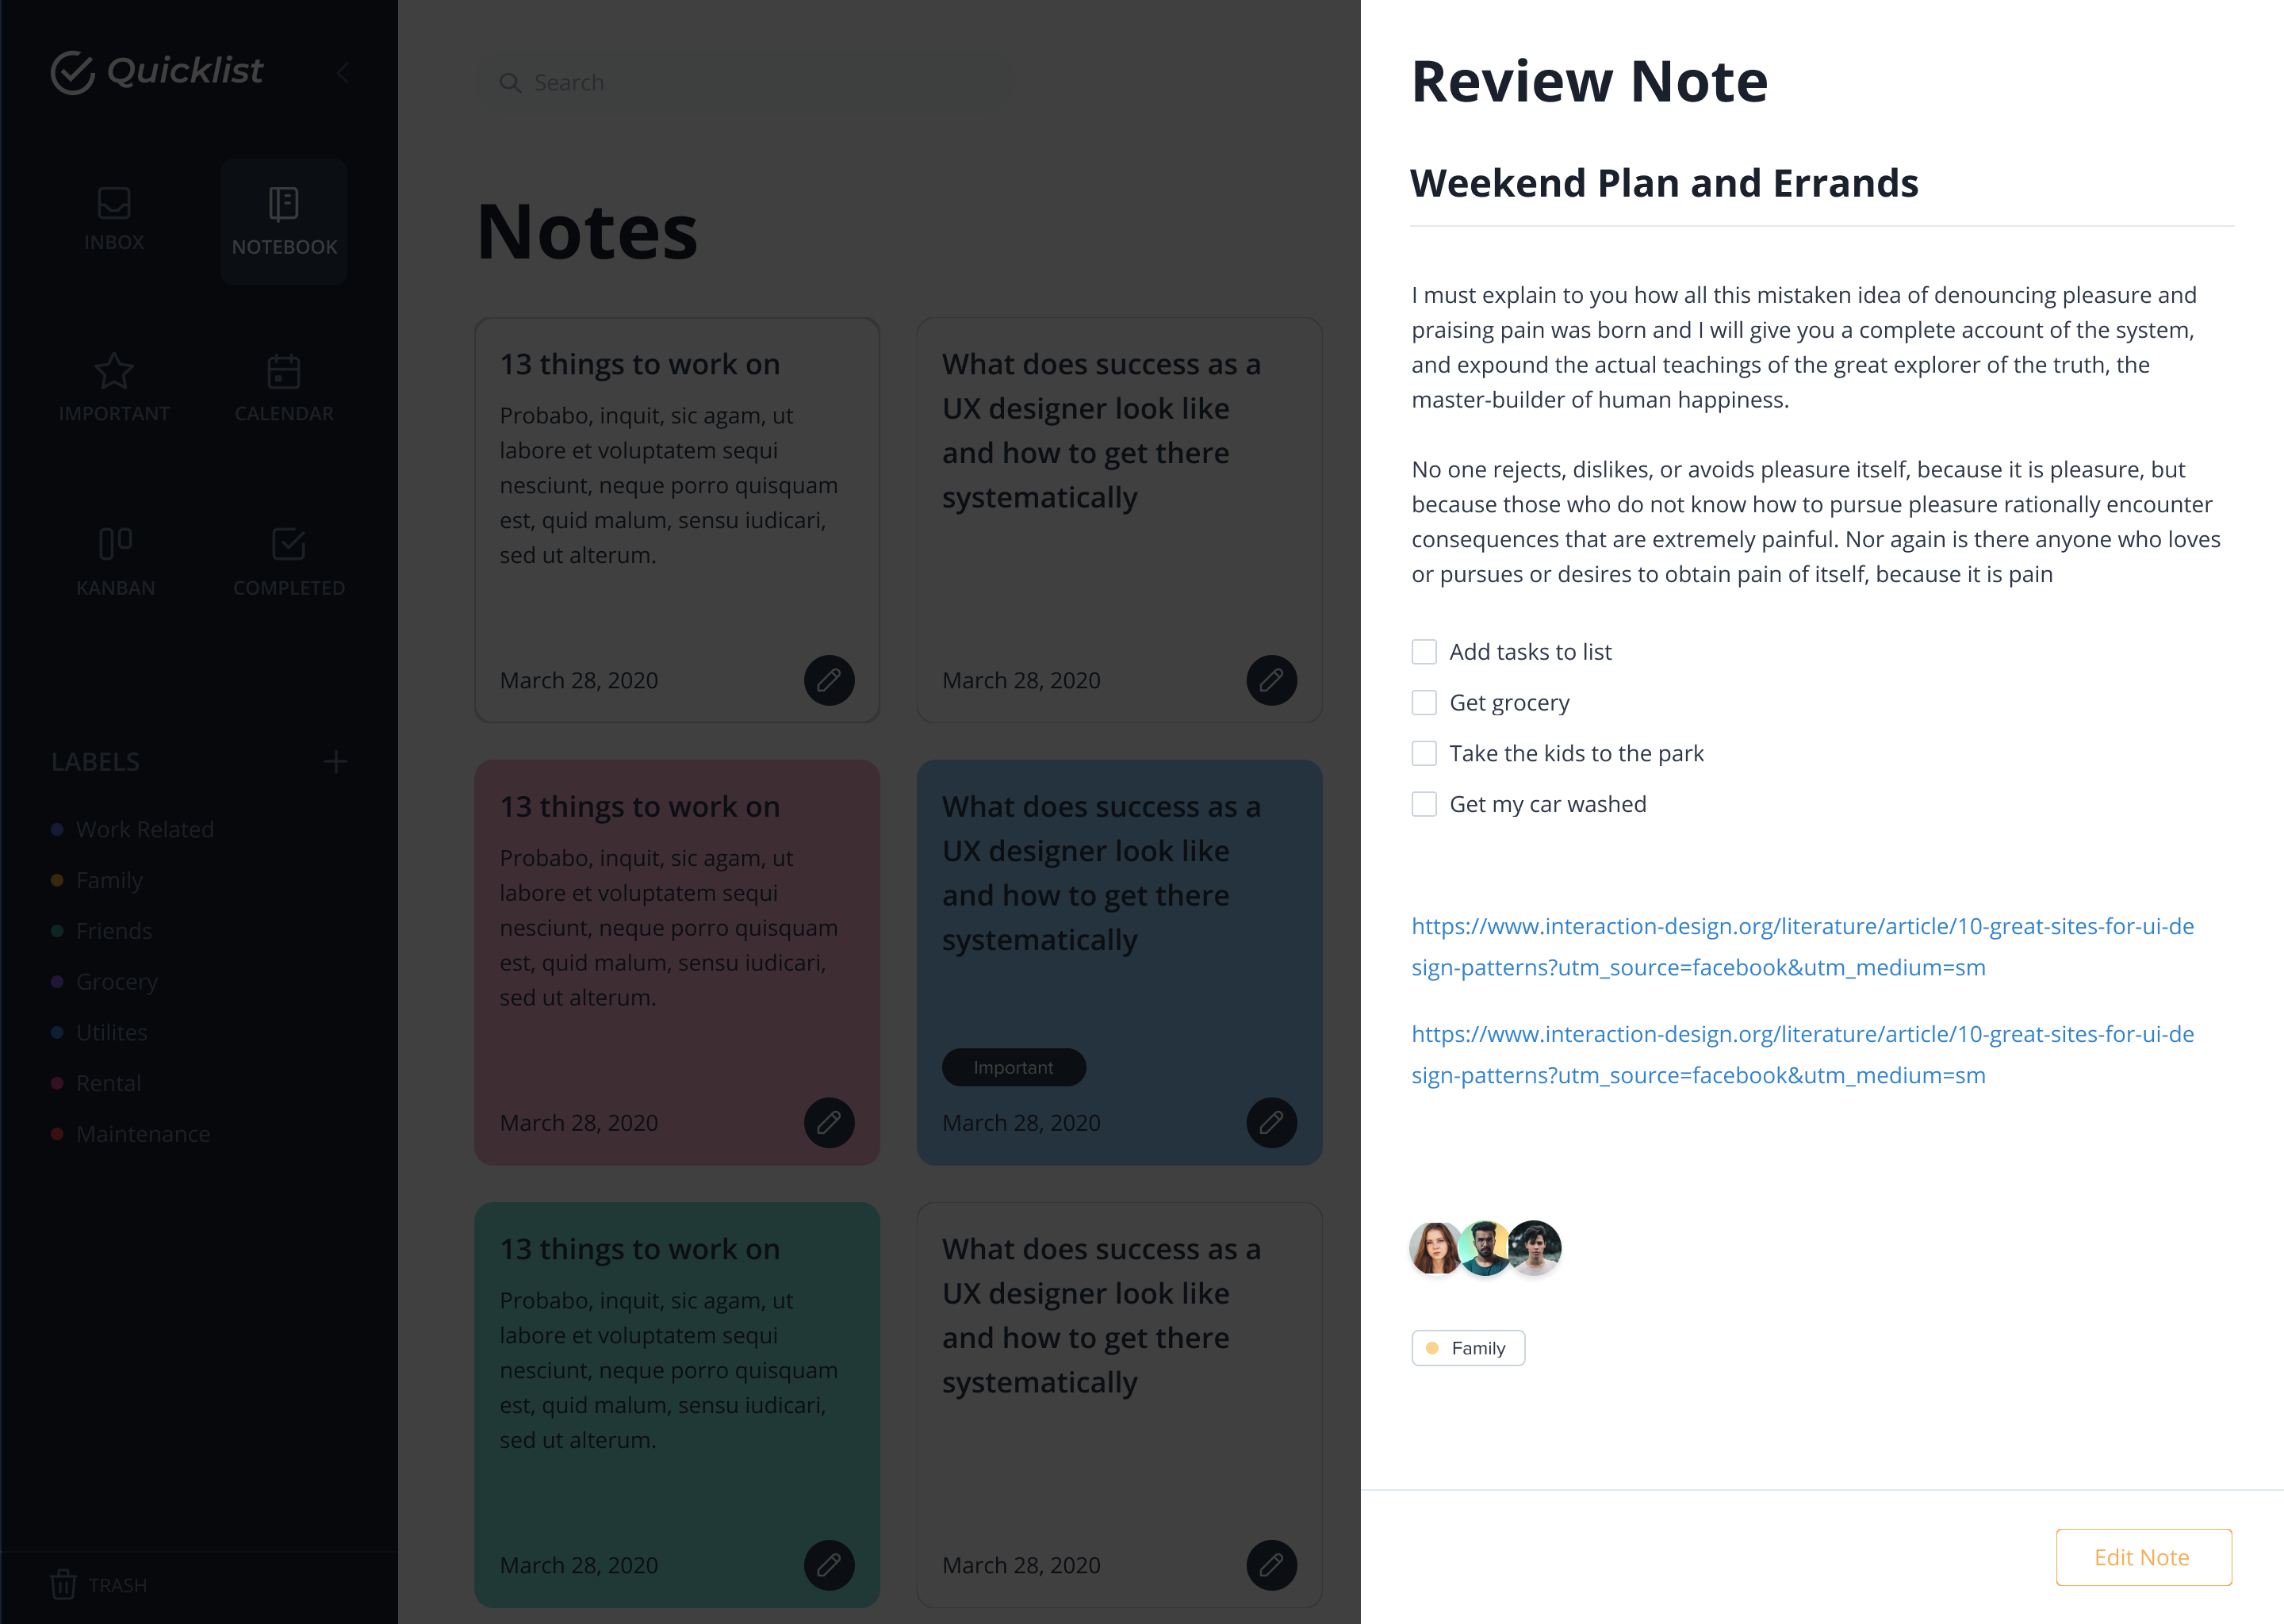 Quicklist
INBOX
NOTEBOOK
IMPORTANT
CALENDAR
KANBAN
COMPLETED
LABELS
Work Related
Family
Friends
Grocery
Utilites
Rental
Maintenance
TRASH
Search
Notes
13 things to work on
Probabo, inquit, sic agam, ut
labore et voluptatem sequi
nesciunt, neque porro quisquam
est, quid malum, sensu iudicari,
sed ut alterum.
March 28, 2020
What does success as a
UX designer look like
and how to get there
systematically
March 28, 2020
13 things to work on
Probabo, inquit, sic agam, ut
labore et voluptatem sequi
nesciunt, neque porro quisquam
est, quid malum, sensu iudicari,
sed ut alterum.
March 28, 2020
What does success as a
UX designer look like
and how to get there
systematically
Important
March 28, 2020
13 things to work on
Probabo, inquit, sic agam, ut
labore et voluptatem sequi
nesciunt, neque porro quisquam
est, quid malum, sensu iudicari,
sed ut alterum.
March 28, 2020
What does success as a
UX designer look like
and how to get there
systematically
March 28, 2020
Review Note
Weekend Plan and Errands
I must explain to you how all this mistaken idea of denouncing pleasure and
praising pain was born and I will give you a complete account of the system,
and expound the actual teachings of the great explorer of the truth, the
master-builder of human happiness.
No one rejects, dislikes, or avoids pleasure itself, because it is pleasure, but
because those who do not know how to pursue pleasure rationally encounter
consequences that are extremely painful. Nor again is there anyone who loves
or pursues or desires to obtain pain of itself, because it is pain
Add tasks to list
Get grocery
Take the kids to the park
Get my car washed
https://www.interaction-design.org/literature/article/10-great-sites-for-ui-de
sign-patterns?utm_source=facebook&utm_medium=sm
https://www.interaction-design.org/literature/article/10-great-sites-for-ui-de
sign-patterns?utm_source=facebook&utm_medium=sm
Family
Edit Note